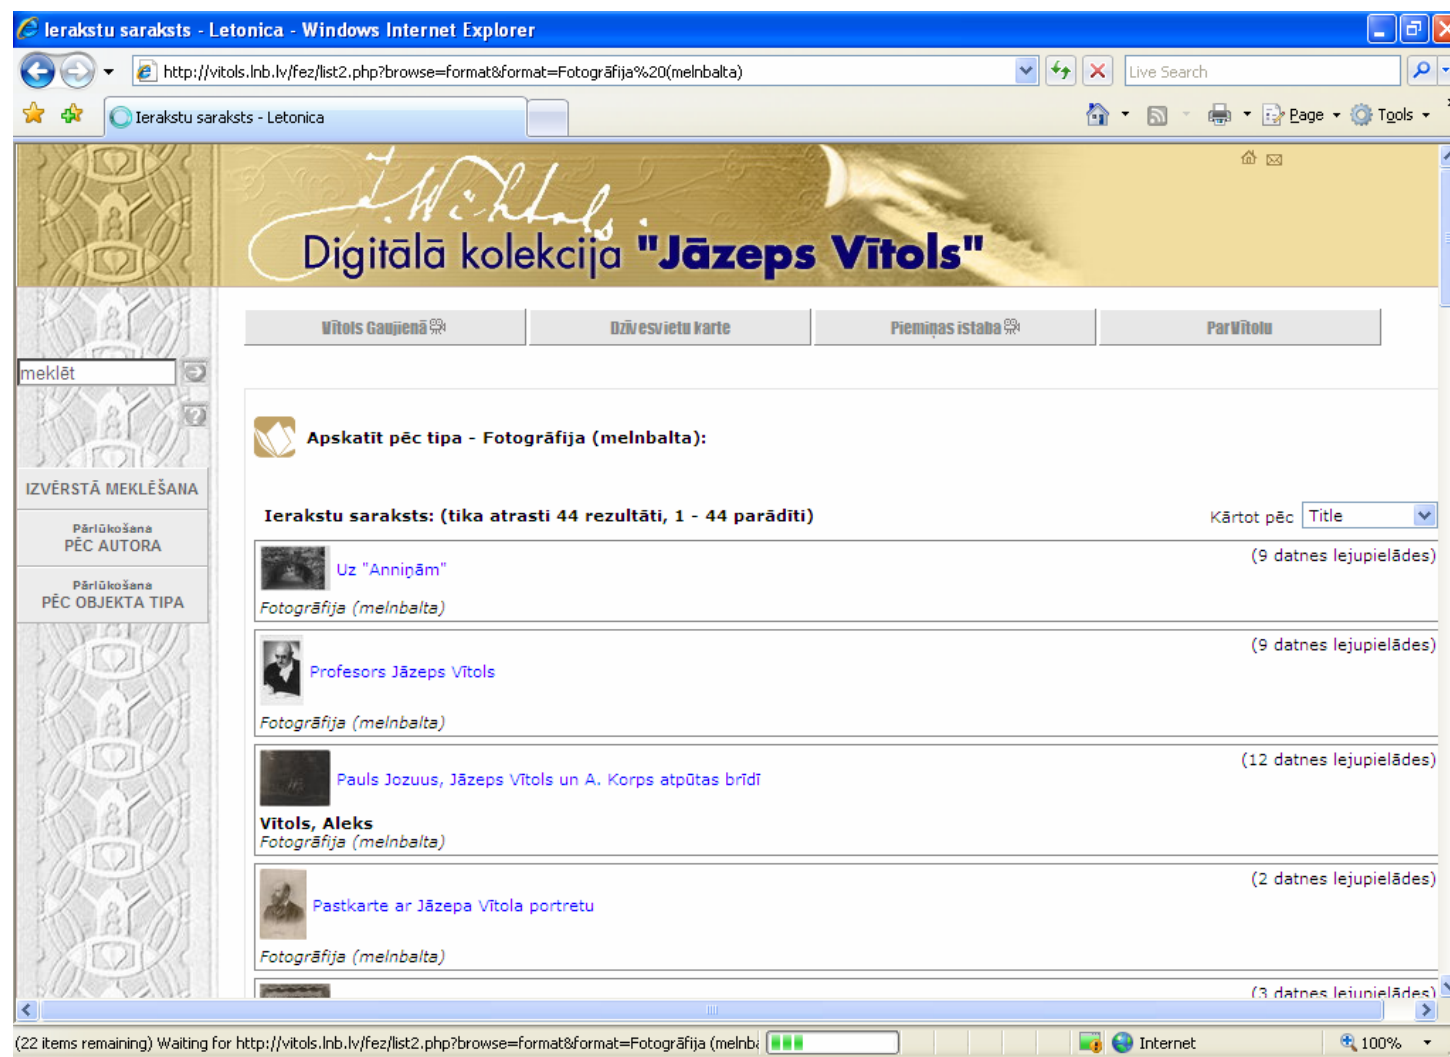 Ierakstu saraksts - Letonica - Windows Internet Explorer
http://vitols.lnb.lv/fez/list2.php?browse=format&format=Fotogrāfija%20(melnbalta)
Live Search
Ierakstu saraksts - Letonica
Page
Tools
J. Wihtols.
Digitālā kolekcija "Jāzeps Vītols"
Vītols Gaujienā
Dzīvesvietu karte
Piemiņas istaba
Par Vītolu
meklēt
Apskatīt pēc tipa - Fotogrāfija (melnbalta):
IZVĒRSTĀ MEKLĒŠANA
Pārlūkošana
PĒC AUTORA
Pārlūkošana
PĒC OBJEKTA TIPA
Ierakstu saraksts: (tika atrasti 44 rezultāti, 1 - 44 parādīti)
Kārtot pēc Title
Uz "Anniņām"
(9 datnes lejupielādes)
Fotogrāfija (melnbalta)
Profesors Jāzeps Vītols
(9 datnes lejupielādes)
Fotogrāfija (melnbalta)
Pauls Jozuus, Jāzeps Vītols un A. Korps atpūtas brīdī
(12 datnes lejupielādes)
Vītols, Aleks
Fotogrāfija (melnbalta)
Pastkarte ar Jāzepa Vītola portretu
(2 datnes lejupielādes)
Fotogrāfija (melnbalta)
(3 datnes lejupielādes)
(22 items remaining) Waiting for http://vitols.lnb.lv/fez/list2.php?browse=format&format=Fotogrāfija (melnba
Internet
100%